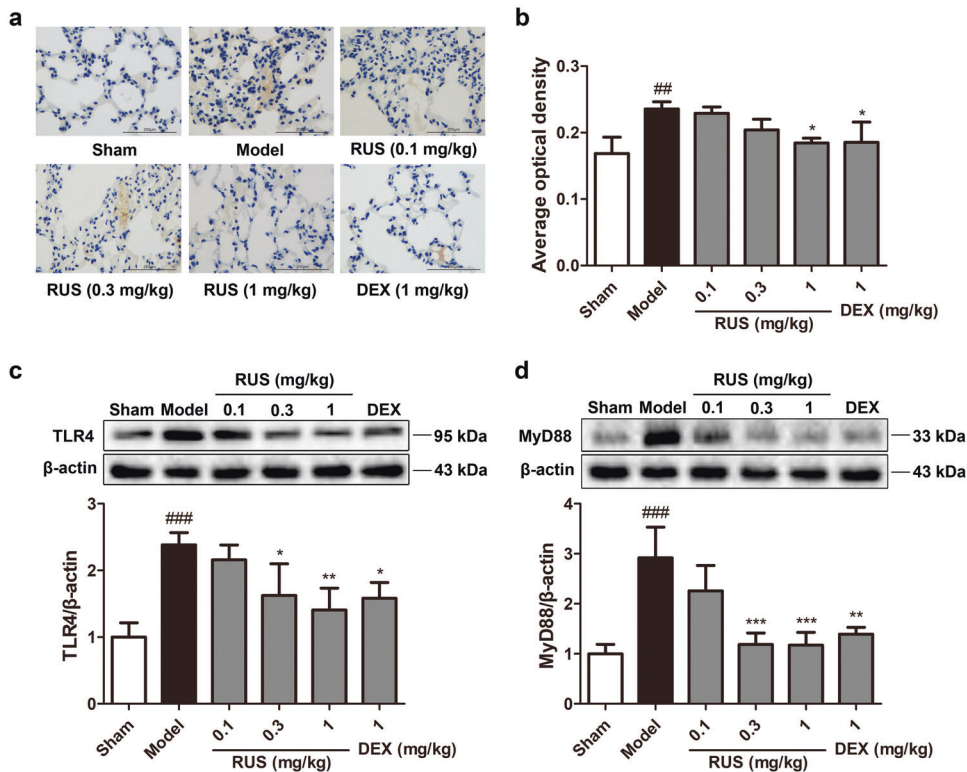 a
Sham
Model
RUS (0.1 mg/kg)
RUS (0.3 mg/kg)
RUS (1 mg/kg)
DEX (1 mg/kg)
b
Average optical density
0.3
0.2
0.1
0.0
##
*
*
Sham
Model
0.1
0.3
1
1
RUS (mg/kg)
DEX (mg/kg)
c
RUS (mg/kg)
Sham Model 0.1 0.3 1 DEX
TLR4 95 kDa
β-actin 43 kDa
TLR4/β-actin
3
2
1
0
###
*
**
*
Sham
Model
0.1
0.3
1
1
RUS (mg/kg)
DEX (mg/kg)
d
RUS (mg/kg)
Sham Model 0.1 0.3 1 DEX
MyD88 33 kDa
β-actin 43 kDa
MyD88/β-actin
4
3
2
1
0
###
***
***
**
Sham
Model
0.1
0.3
1
1
RUS (mg/kg)
DEX (mg/kg)